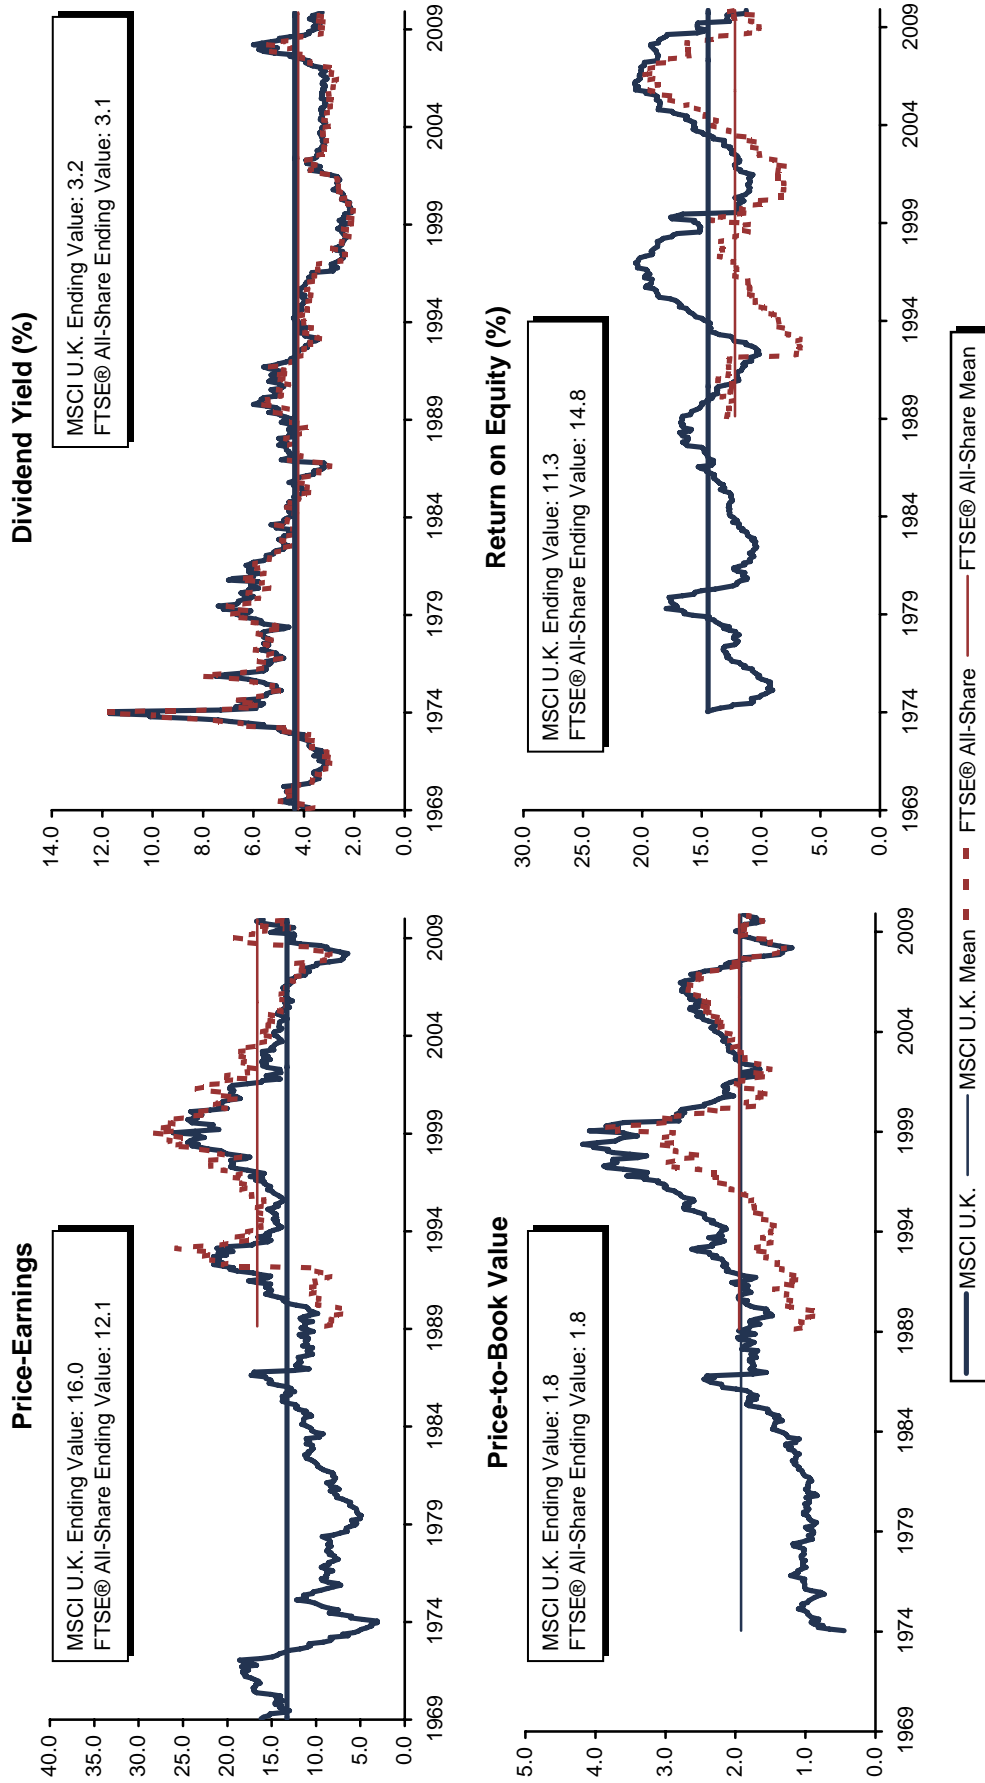 Price-Earnings
MSCI U.K. Ending Value: 16.0
FTSE® All-Share Ending Value: 12.1
40.0
35.0
30.0
25.0
20.0
15.0
10.0
5.0
0.0
1969 1974 1979 1984 1989 1994 1999 2004 2009
Dividend Yield (%)
MSCI U.K. Ending Value: 3.2
FTSE® All-Share Ending Value: 3.1
14.0
12.0
10.0
8.0
6.0
4.0
2.0
0.0
1969 1974 1979 1984 1989 1994 1999 2004 2009
Price-to-Book Value
MSCI U.K. Ending Value: 1.8
FTSE® All-Share Ending Value: 1.8
5.0
4.0
3.0
2.0
1.0
0.0
1969 1974 1979 1984 1989 1994 1999 2004 2009
Return on Equity (%)
MSCI U.K. Ending Value: 11.3
FTSE® All-Share Ending Value: 14.8
30.0
25.0
20.0
15.0
10.0
5.0
0.0
1969 1974 1979 1984 1989 1994 1999 2004 2009
MSCI U.K. MSCI U.K. Mean FTSE® All-Share FTSE® All-Share Mean